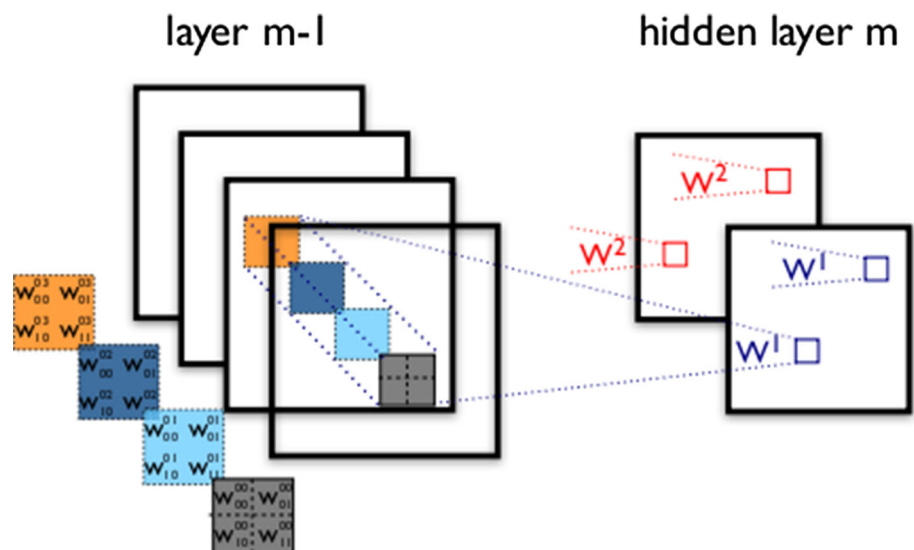 layer m-1
hidden layer m
W²
W²
W¹
W¹
W⁰³₀₀ W⁰³₀₁
W⁰³₁₀ W⁰³₁₁
W⁰²₀₀ W⁰²₀₁
W⁰²₁₀ W⁰²
W⁰¹₀₀ W⁰¹₀₁
W⁰¹₁₀ W⁰¹₁₁
W⁰⁰₀₀ W⁰⁰₀₁
W⁰⁰₁₀ W⁰⁰₁₁